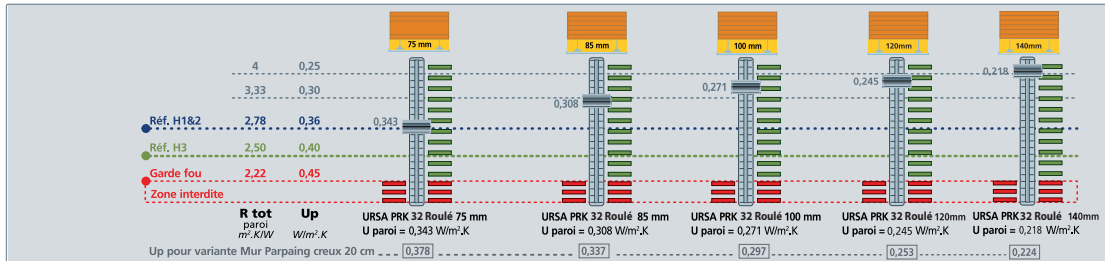 75 mm 85 mm 100 mm 120mm 140mm
4 0,25 0,218
0,245
0,271
3,33 0,30 0,308
0,343
Réf. H1&2 2,78 0,36
Réf. H3 2,50 0,40
Garde fou 2,22 0,45
Zone interdite
R tot Up
paroi
m².K/W W/m².K
URSA PRK 32 Roulé 75 mm URSA PRK 32 Roulé 85 mm URSA PRK 32 Roulé 100 mm URSA PRK 32 Roulé 120mm URSA PRK 32 Roulé 140mm
U paroi = 0,343 W/m².K U paroi = 0,308 W/m².K U paroi = 0,271 W/m².K U paroi = 0,245 W/m².K U paroi = 0,218 W/m².K
Up pour variante Mur Parpaing creux 20 cm 0,378 0,337 0,297 0,253 0,224